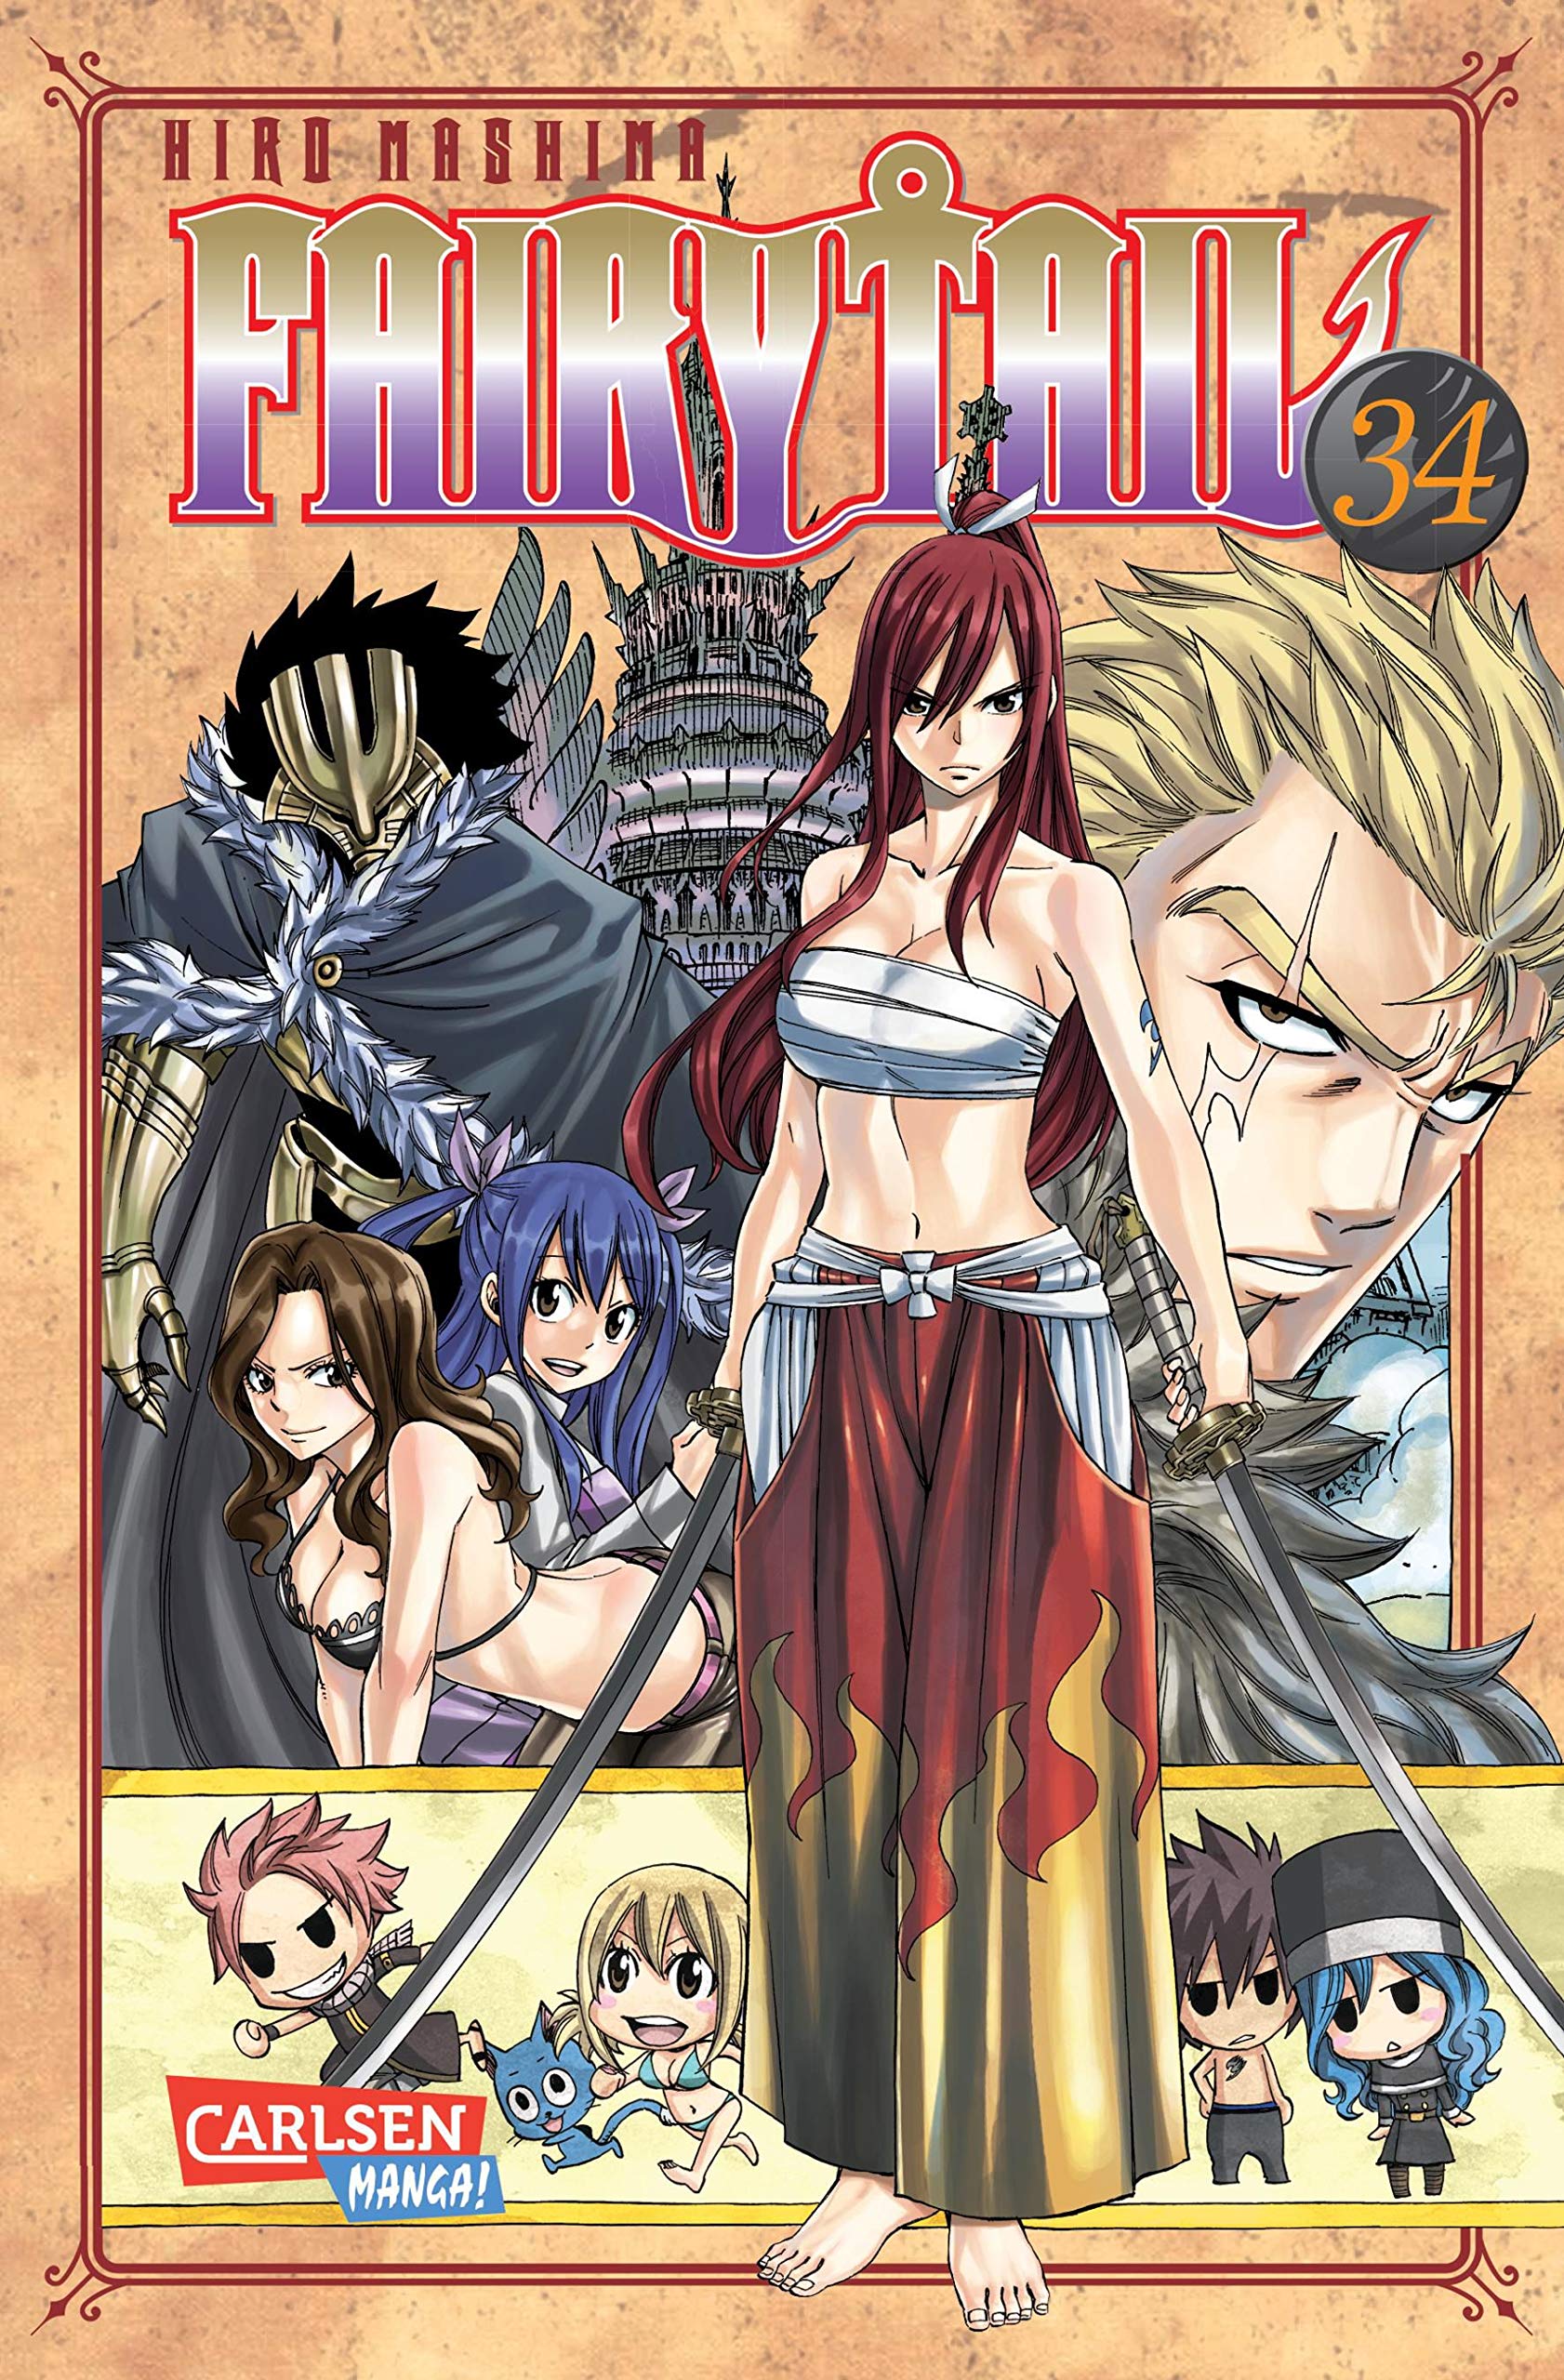 HIRO MASHIMA
FAIRY TAIL
34
CARLSEN
MANGA!